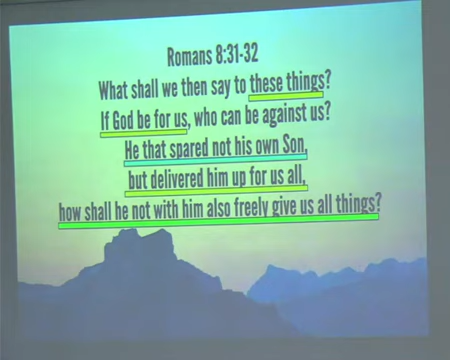 Romans 8:31-32
What shall we then say to these things?
If God be for us, who can be against us?
He that spared not his own Son,
but delivered him up for us all,
how shall he not with him also freely give us all things?